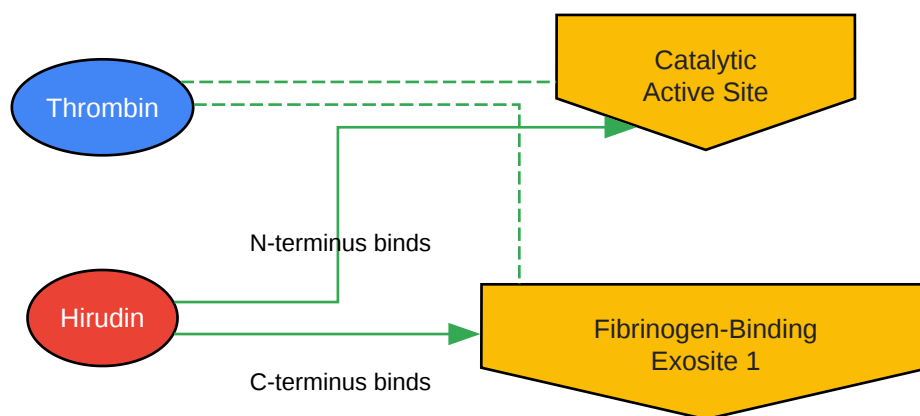 Catalytic
Active Site
Thrombin
N-terminus binds
Hirudin
Fibrinogen-Binding
Exosite 1
C-terminus binds